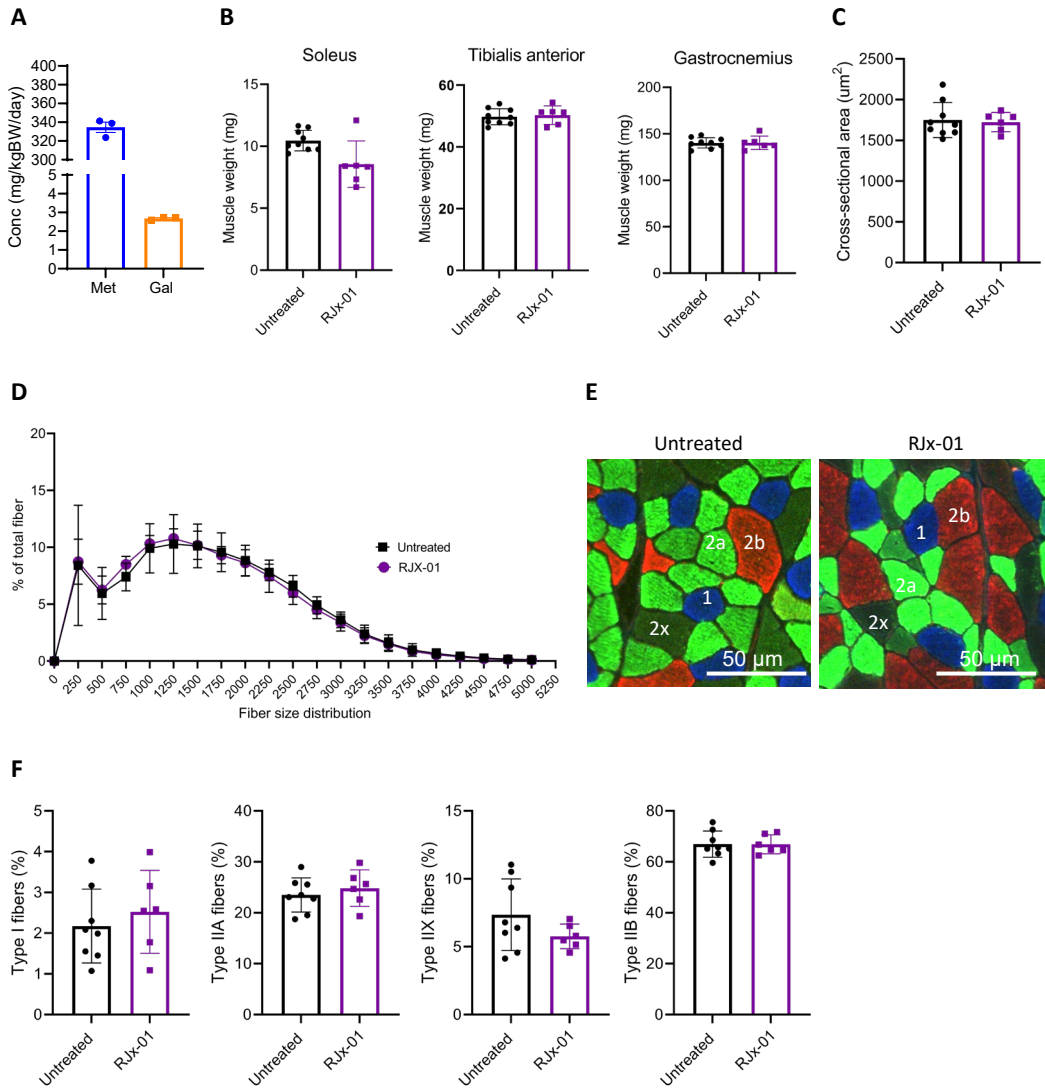 A
Conc (mg/kgBW/day)
400
380
360
340
320
300
5
4
3
2
1
0
Met
Gal
B
Soleus
Muscle weight (mg)
15
10
5
0
Untreated
RJx-01
Tibialis anterior
Muscle weight (mg)
60
40
20
0
Untreated
RJx-01
Gastrocnemius
Muscle weight (mg)
200
150
100
50
0
Untreated
RJx-01
C
Cross-sectional area (um²)
2500
2000
1500
1000
500
0
Untreated
RJx-01
D
% of total fiber
20
15
10
5
0
0
250
500
750
1000
1250
1500
1750
2000
2250
2500
2750
3000
3250
3500
3750
4000
4250
4500
4750
5000
5250
Fiber size distribution
Untreated
RJX-01
E
Untreated
2a
2b
1
2x
50 µm
RJx-01
2b
1
2a
2x
50 µm
F
Type I fibers (%)
5
4
3
2
1
0
Untreated
RJx-01
Type IIA fibers (%)
40
30
20
10
0
Untreated
RJx-01
Type IIX fibers (%)
15
10
5
0
Untreated
RJx-01
Type IIB fibers (%)
80
60
40
20
0
Untreated
RJx-01